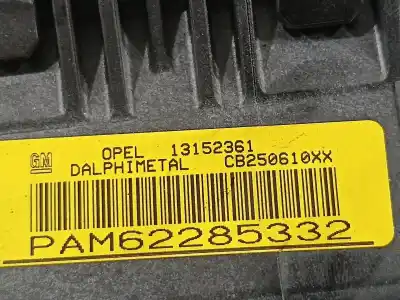 GM
OPEL 13152361
DALPHIMETAL CB250610XX
PAM62285332